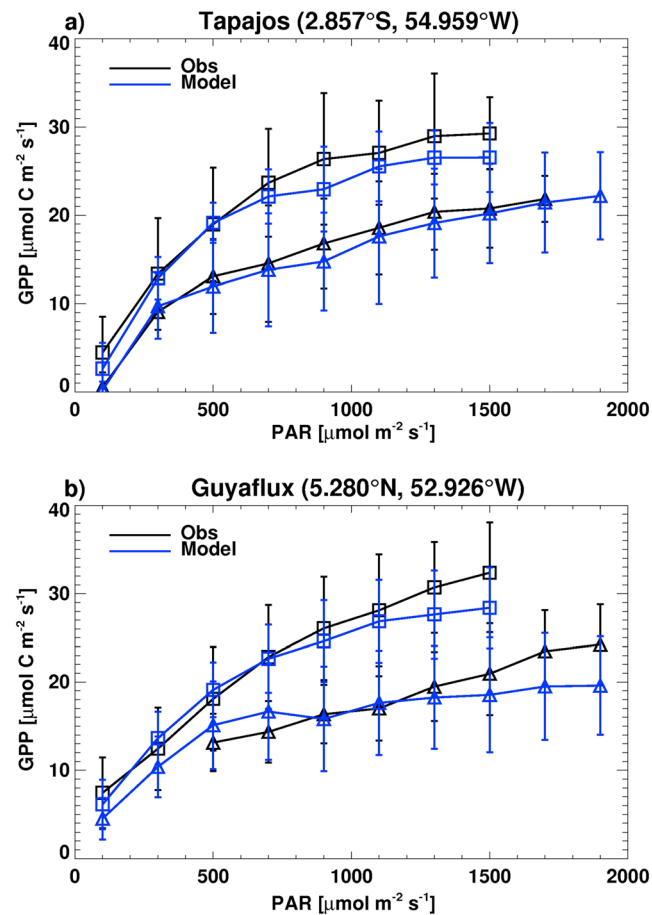 a) Tapajos (2.857°S, 54.959°W)
40
Obs
Model
30
20
10
0
GPP [μmol C m⁻² s⁻¹]
0 500 1000 1500 2000
PAR [μmol m⁻² s⁻¹]
b) Guyaflux (5.280°N, 52.926°W)
40
Obs
Model
30
20
10
0
GPP [μmol C m⁻² s⁻¹]
0 500 1000 1500 2000
PAR [μmol m⁻² s⁻¹]